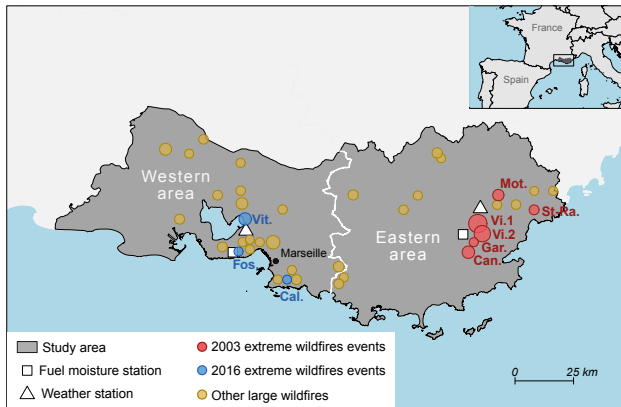 France
Spain
Western
area
Mot.
Vit.
Vi.1
St-Ra.
Vi.2
Eastern
area
Gar.
Marseille
Can.
Fos.
Cal.
Study area
2003 extreme wildfires events
Fuel moisture station
2016 extreme wildfires events
Weather station
Other large wildfires
0 25 km